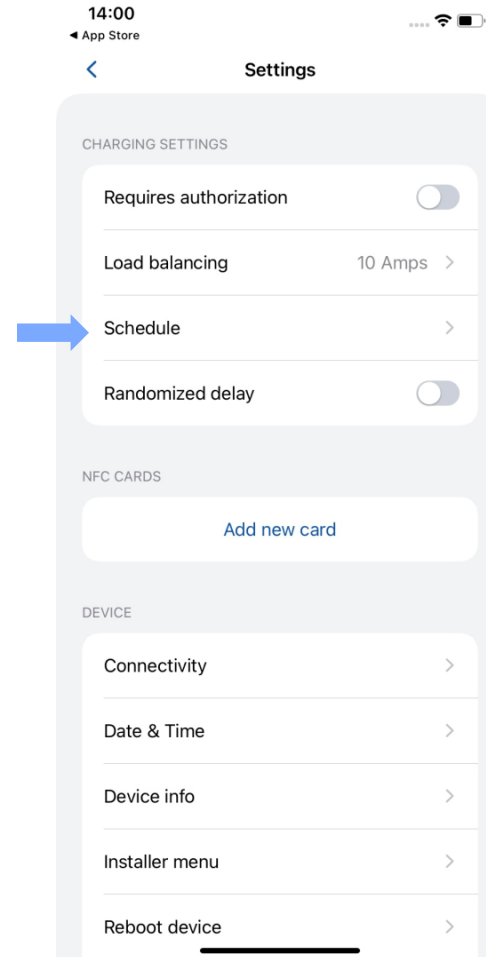 14:00
◀ App Store
Settings
CHARGING SETTINGS
Requires authorization
Load balancing 10 Amps
Schedule
Randomized delay
NFC CARDS
Add new card
DEVICE
Connectivity
Date & Time
Device info
Installer menu
Reboot device